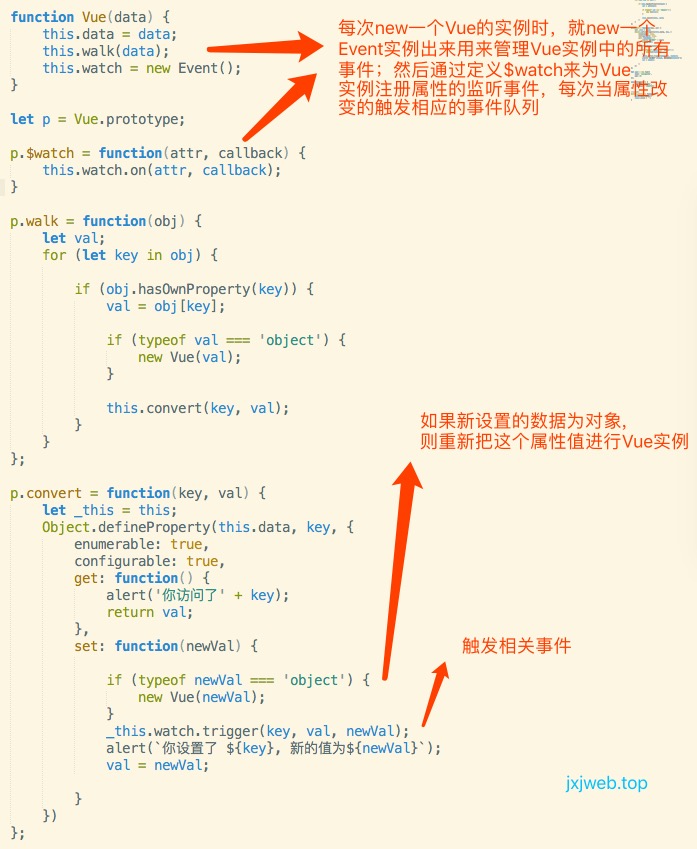 function Vue(data) {
this.data = data;
this.walk(data);
this.watch = new Event();
}
每次new一个Vue的实例时，就new一个
Event实例出来用来管理Vue实例中的所有
事件；然后通过定义$watch来为Vue
实例注册属性的监听事件，每次当属性改
变的触发相应的事件队列
let p = Vue.prototype;
p.$watch = function(attr, callback) {
this.watch.on(attr, callback);
}
p.walk = function(obj) {
let val;
for (let key in obj) {
if (obj.hasOwnProperty(key)) {
val = obj[key];
if (typeof val === 'object') {
new Vue(val);
}
this.convert(key, val);
}
}
};
如果新设置的数据为对象，
则重新把这个属性值进行Vue实例
p.convert = function(key, val) {
let _this = this;
Object.defineProperty(this.data, key, {
enumerable: true,
configurable: true,
get: function() {
alert('你访问了' + key);
return val;
},
set: function(newVal) {
触发相关事件
if (typeof newVal === 'object') {
new Vue(newVal);
}
_this.watch.trigger(key, val, newVal);
alert(`你设置了 ${key}, 新的值为${newVal}`);
val = newVal;
}
})
};
jxjweb.top